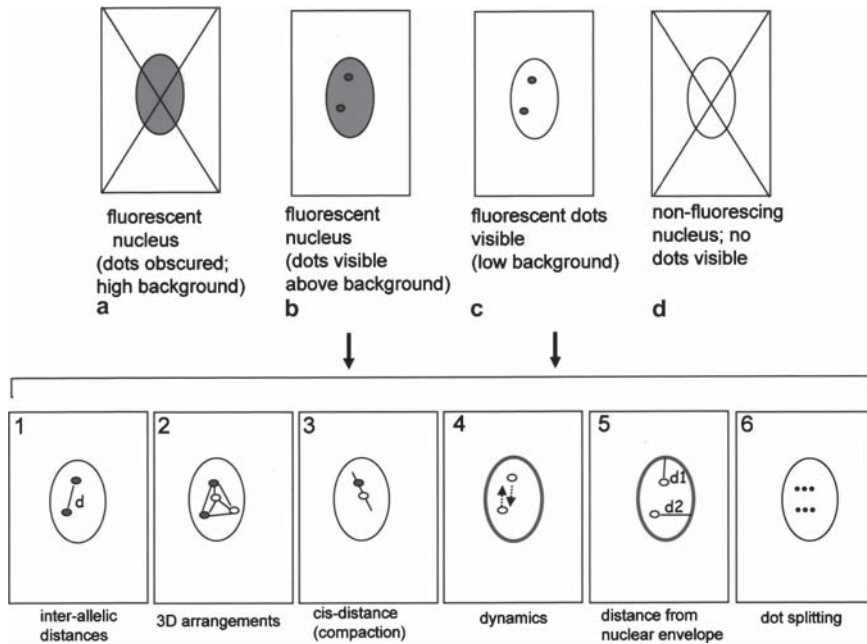 fluorescent
nucleus
(dots obscured;
high background)
a
fluorescent
nucleus
(dots visible
above background)
b
fluorescent dots
visible
(low background)
c
non-fluorescing
nucleus; no
dots visible
d
1
d
inter-allelic
distances
2
3D arrangements
3
cis-distance
(compaction)
4
dynamics
5
d1
d2
distance from
nuclear envelope
6
dot splitting